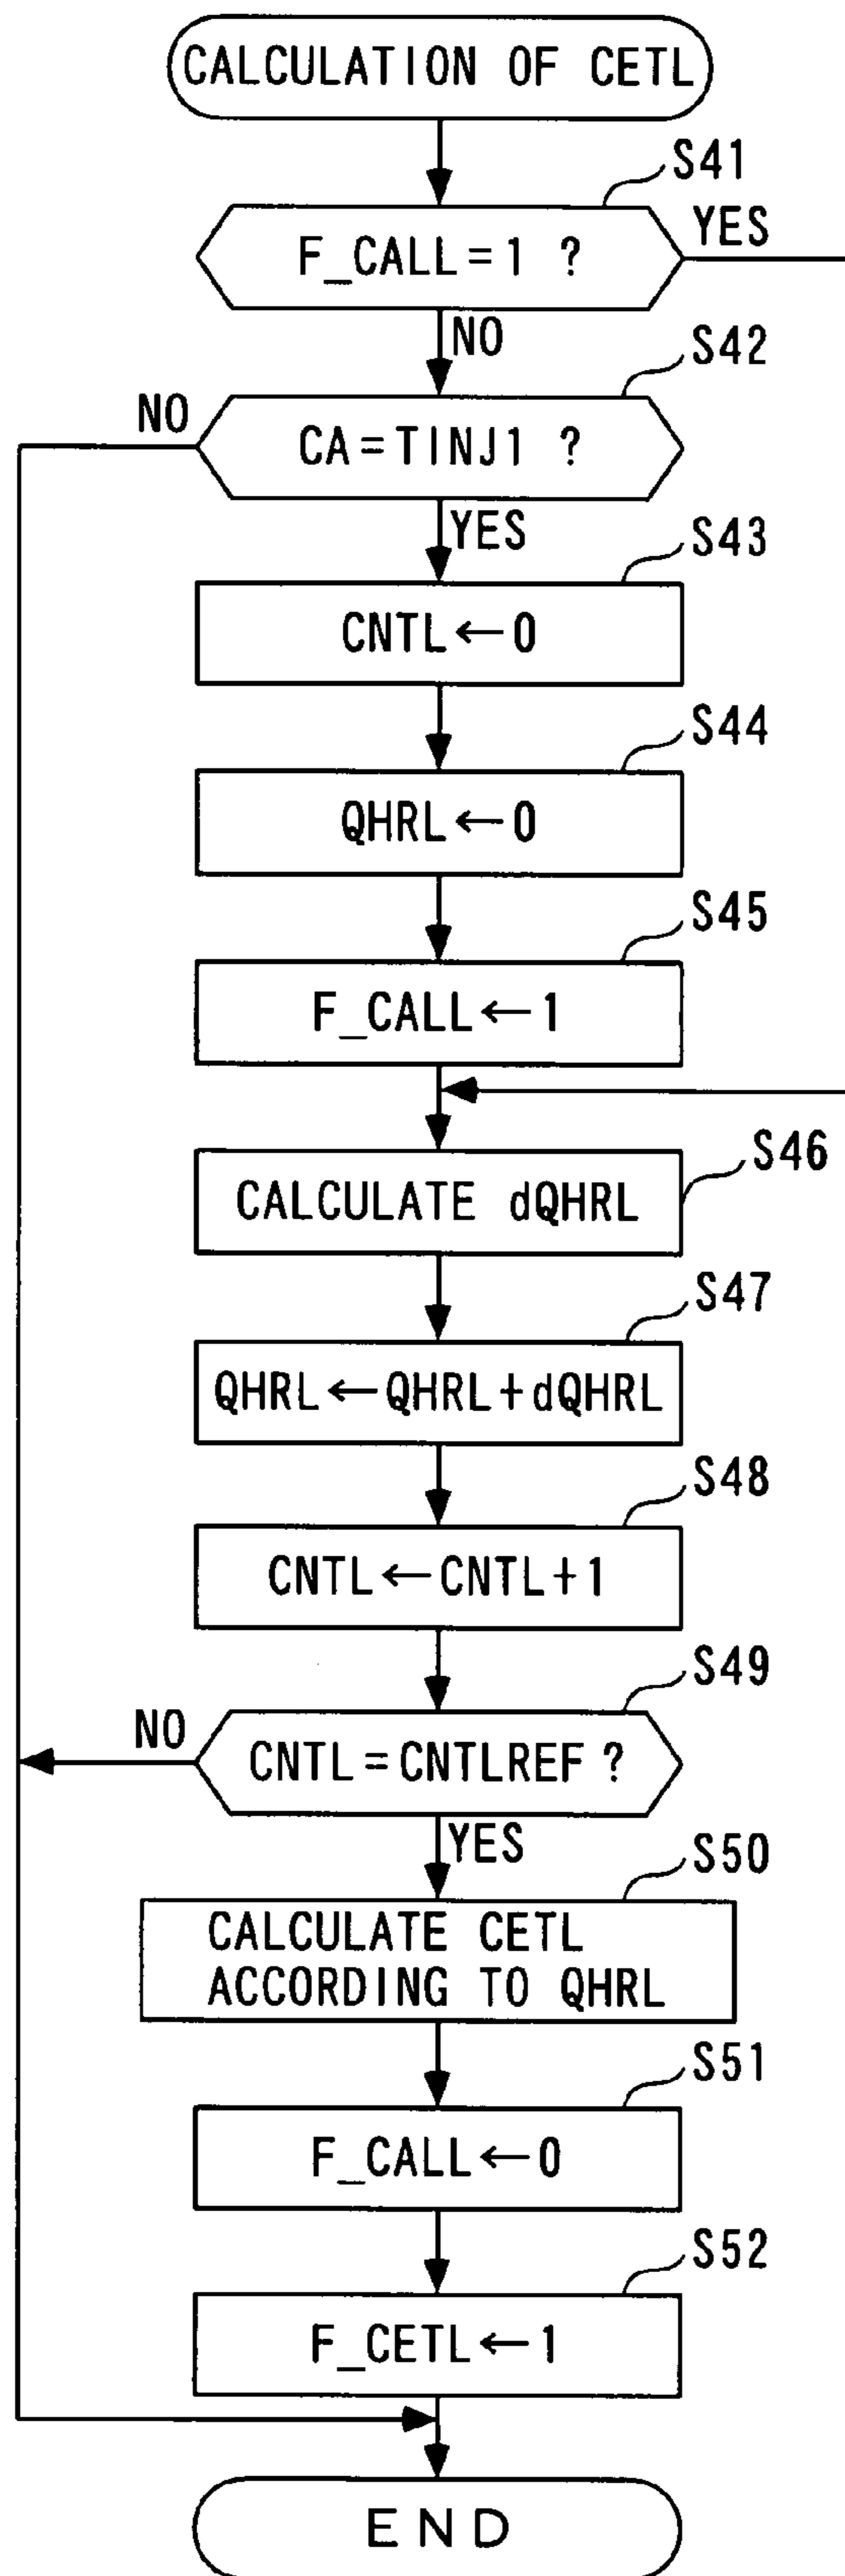 CALCULATION OF CETL
S41
F_CALL=1 ?
YES
NO
S42
NO
CA=TINJ1 ?
YES
S43
CNTL←0
S44
QHRL←0
S45
F_CALL←1
S46
CALCULATE dQHRL
S47
QHRL←QHRL+dQHRL
S48
CNTL←CNTL+1
S49
NO
CNTL=CNTLREF ?
YES
S50
CALCULATE CETL
ACCORDING TO QHRL
S51
F_CALL←0
S52
F_CETL←1
END